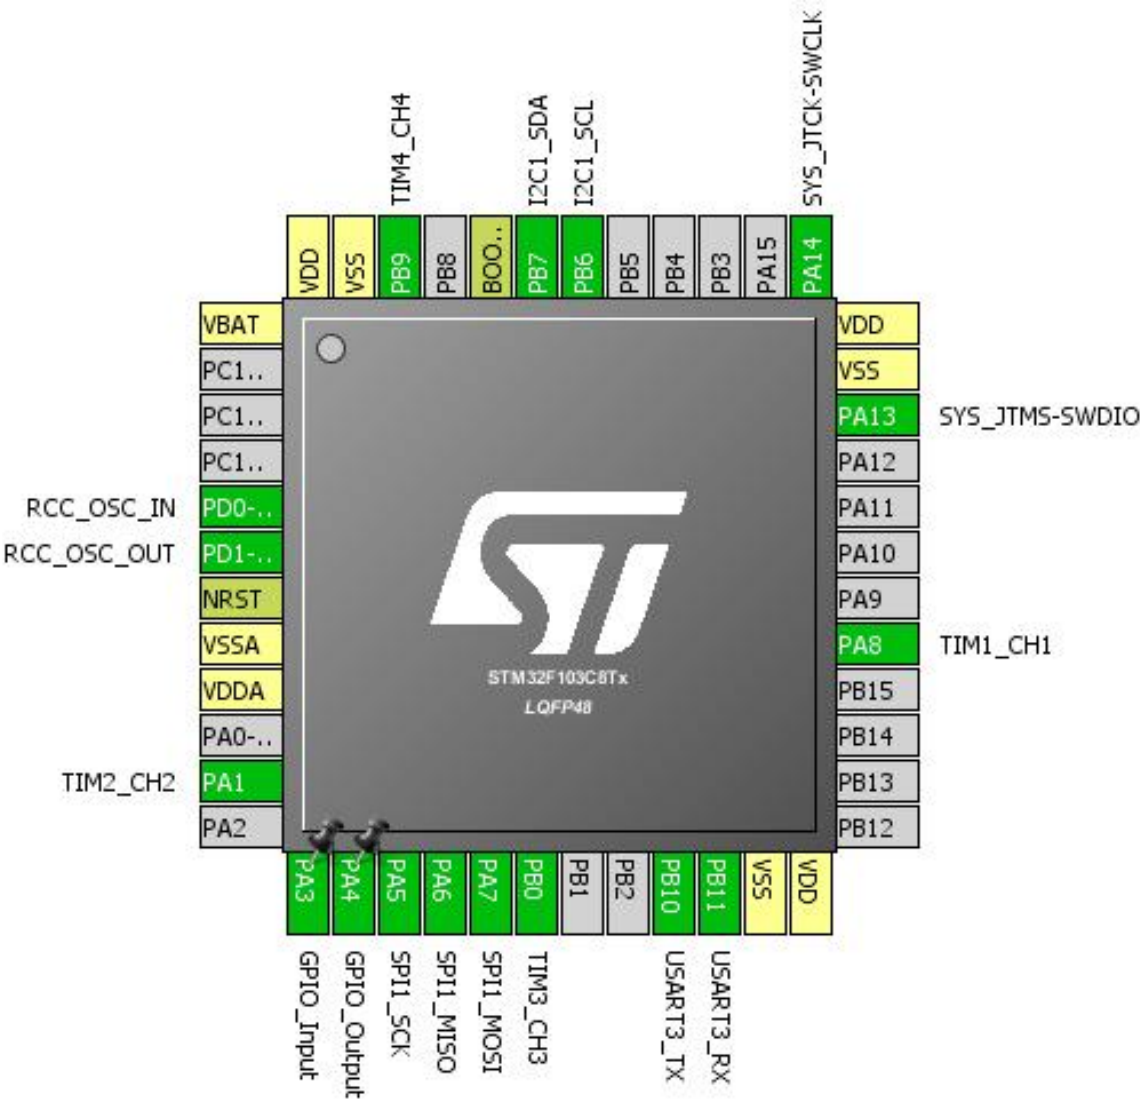 TIM4_CH4
I2C1_SDA
I2C1_SCL
SYS_JTCK-SWCLK
VDD
VSS
PB9
PB8
BOO..
PB7
PB6
PB5
PB4
PB3
PA15
PA14
VBAT
PC1..
PC1..
PC1..
RCC_OSC_IN
PD0-..
RCC_OSC_OUT
PD1-..
NRST
VSSA
VDDA
PA0-..
TIM2_CH2
PA1
PA2
VDD
VSS
PA13
SYS_JTMS-SWDIO
PA12
PA11
PA10
PA9
PA8
TIM1_CH1
PB15
PB14
PB13
PB12
ST
STM32F103C8Tx
LQFP48
PA3
PA4
PA5
PA6
PA7
PB0
PB1
PB2
PB10
PB11
VSS
VDD
GPIO_Input
GPIO_Output
SPI1_SCK
SPI1_MISO
SPI1_MOSI
TIM3_CH3
USART3_TX
USART3_RX